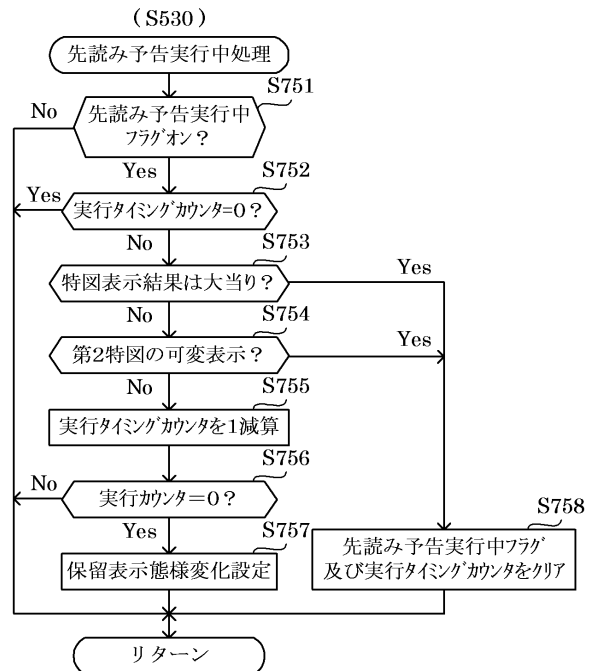 (S530)
先読み予告実行中処理
S751
No
先読み予告実行中
フラグオン？
Yes
S752
Yes
実行タイミングカウンタ=0？
No
S753
特図表示結果は大当り？
Yes
No
S754
第2特図の可変表示？
Yes
No
S755
実行タイミングカウンタを1減算
S756
No
実行カウンタ＝0？
Yes
S757
保留表示態様変化設定
S758
先読み予告実行中フラグ
及び実行タイミングカウンタをクリア
リターン